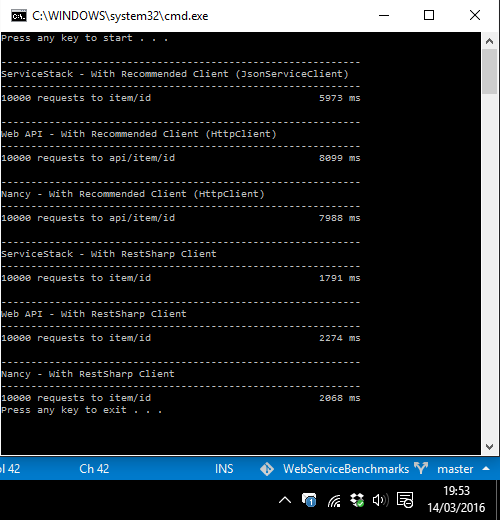 C:\WINDOWS\system32\cmd.exe
Press any key to start . . .
------------------------------------------------------------
ServiceStack - With Recommended Client (JsonServiceClient)
------------------------------------------------------------
10000 requests to item/id 5973 ms
------------------------------------------------------------
Web API - With Recommended Client (HttpClient)
------------------------------------------------------------
10000 requests to api/item/id 8099 ms
------------------------------------------------------------
Nancy - With Recommended Client (HttpClient)
------------------------------------------------------------
10000 requests to api/item/id 7988 ms
------------------------------------------------------------
ServiceStack - With RestSharp Client
------------------------------------------------------------
10000 requests to item/id 1791 ms
------------------------------------------------------------
Web API - With RestSharp Client
------------------------------------------------------------
10000 requests to item/id 2274 ms
------------------------------------------------------------
Nancy - With RestSharp Client
------------------------------------------------------------
10000 requests to item/id 2068 ms
Press any key to exit . . .
ol 42 Ch 42 INS WebServiceBenchmarks master
19:53
14/03/2016